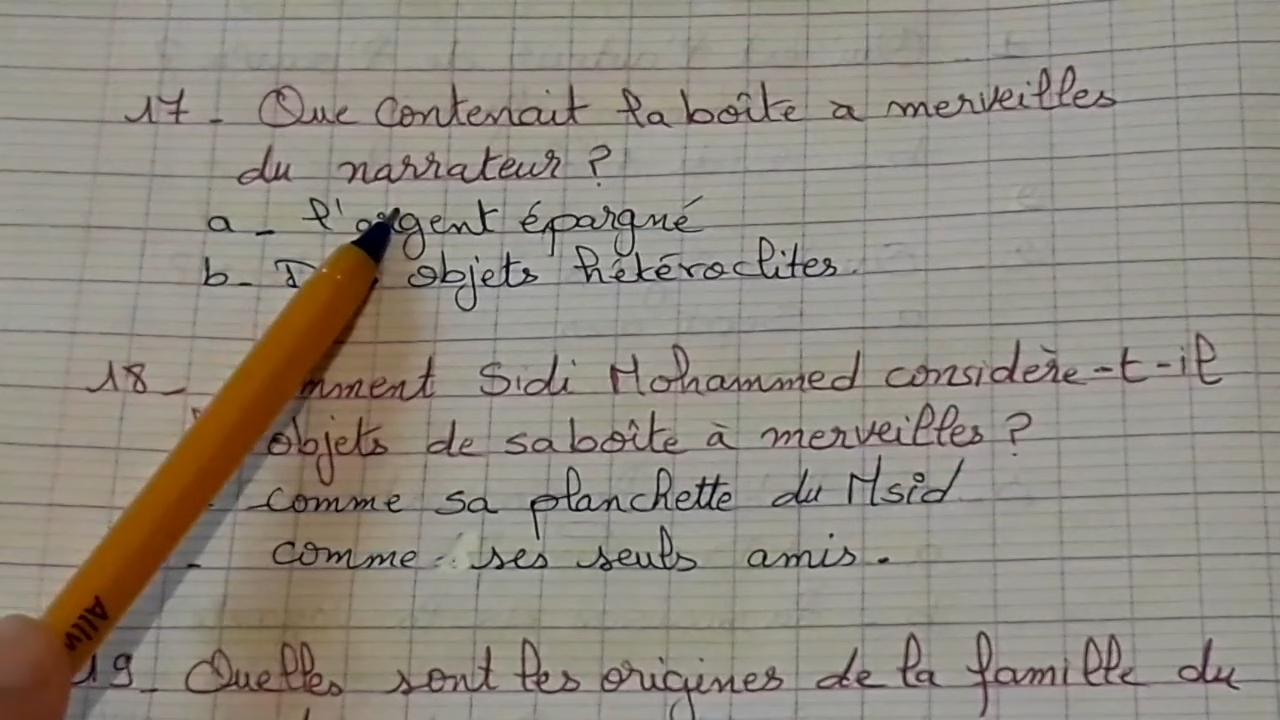 17 - Que contenait la boîte a merveilles
du narrateur ?
a - l'argent épargné
b - objets hétéroclites.
18 - Sidi Mohammed considère-t-il
objets de sa boîte à merveilles ?
comme sa planchette du Msid
comme ses seuls amis.
19 - Quelles sont les origines de la famille du